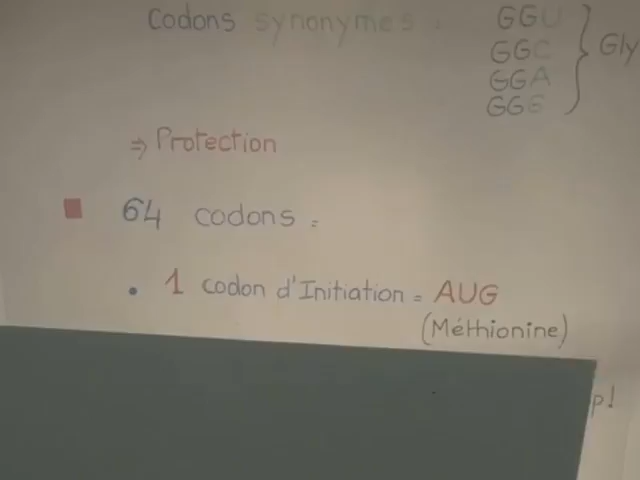 Codons synonymes : GGU
GGC
GGA
GGG
Gly
⇒ Protection
64 codons :
• 1 codon d'Initiation = AUG
(Méthionine)
p!